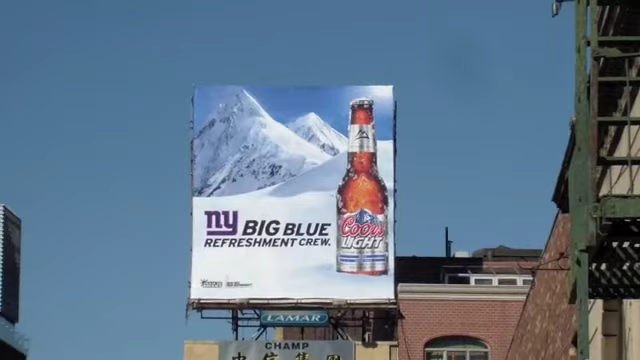 ny BIG BLUE
REFRESHMENT CREW.
Coors
LIGHT
LAMAR
CHAMP